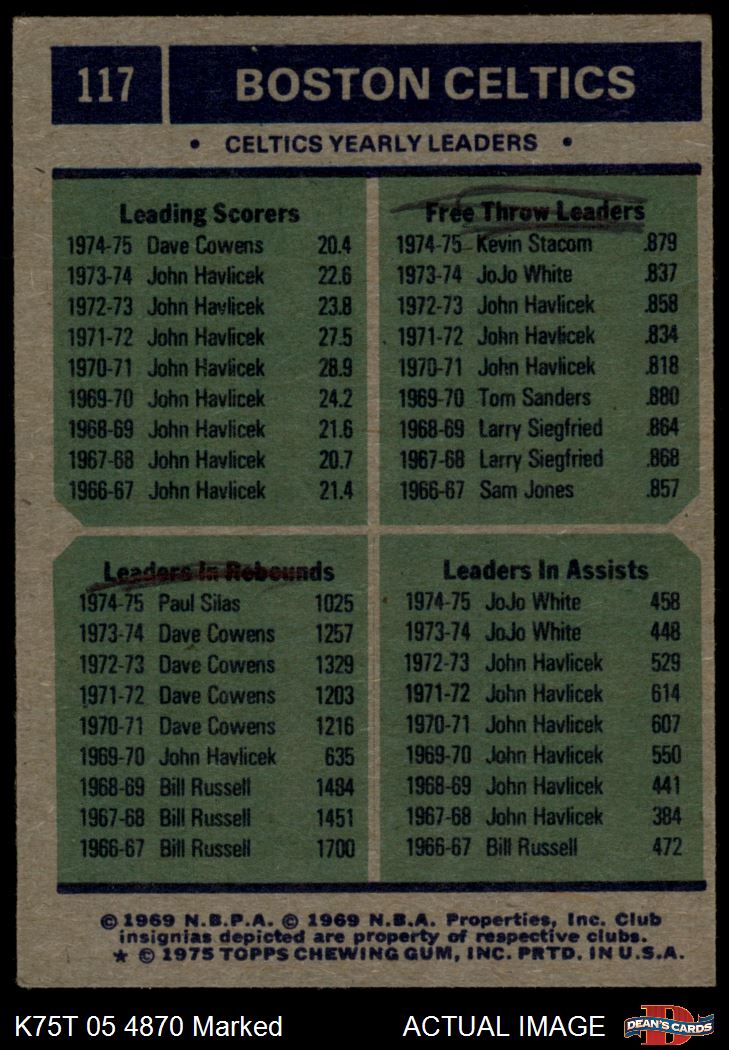 117 BOSTON CELTICS
• CELTICS YEARLY LEADERS •
Leading Scorers
1974-75 Dave Cowens 20.4
1973-74 John Havlicek 22.6
1972-73 John Havlicek 23.8
1971-72 John Havlicek 27.5
1970-71 John Havlicek 28.9
1969-70 John Havlicek 24.2
1968-69 John Havlicek 21.6
1967-68 John Havlicek 20.7
1966-67 John Havlicek 21.4
Free Throw Leaders
1974-75 Kevin Stacom .879
1973-74 JoJo White .837
1972-73 John Havlicek .858
1971-72 John Havlicek .834
1970-71 John Havlicek .818
1969-70 Tom Sanders .880
1968-69 Larry Siegfried .864
1967-68 Larry Siegfried .868
1966-67 Sam Jones .857
Leaders In Rebounds
1974-75 Paul Silas 1025
1973-74 Dave Cowens 1257
1972-73 Dave Cowens 1329
1971-72 Dave Cowens 1203
1970-71 Dave Cowens 1216
1969-70 John Havlicek 635
1968-69 Bill Russell 1484
1967-68 Bill Russell 1451
1966-67 Bill Russell 1700
Leaders In Assists
1974-75 JoJo White 458
1973-74 JoJo White 448
1972-73 John Havlicek 529
1971-72 John Havlicek 614
1970-71 John Havlicek 607
1969-70 John Havlicek 550
1968-69 John Havlicek 441
1967-68 John Havlicek 384
1966-67 Bill Russell 472
© 1969 N.B.P.A. © 1969 N.B.A. Properties, Inc. Club
insignias depicted are property of respective clubs.
★ © 1975 TOPPS CHEWING GUM, INC. PRTD. IN U.S.A.
K75T 05 4870 Marked ACTUAL IMAGE
DEAN'S CARDS